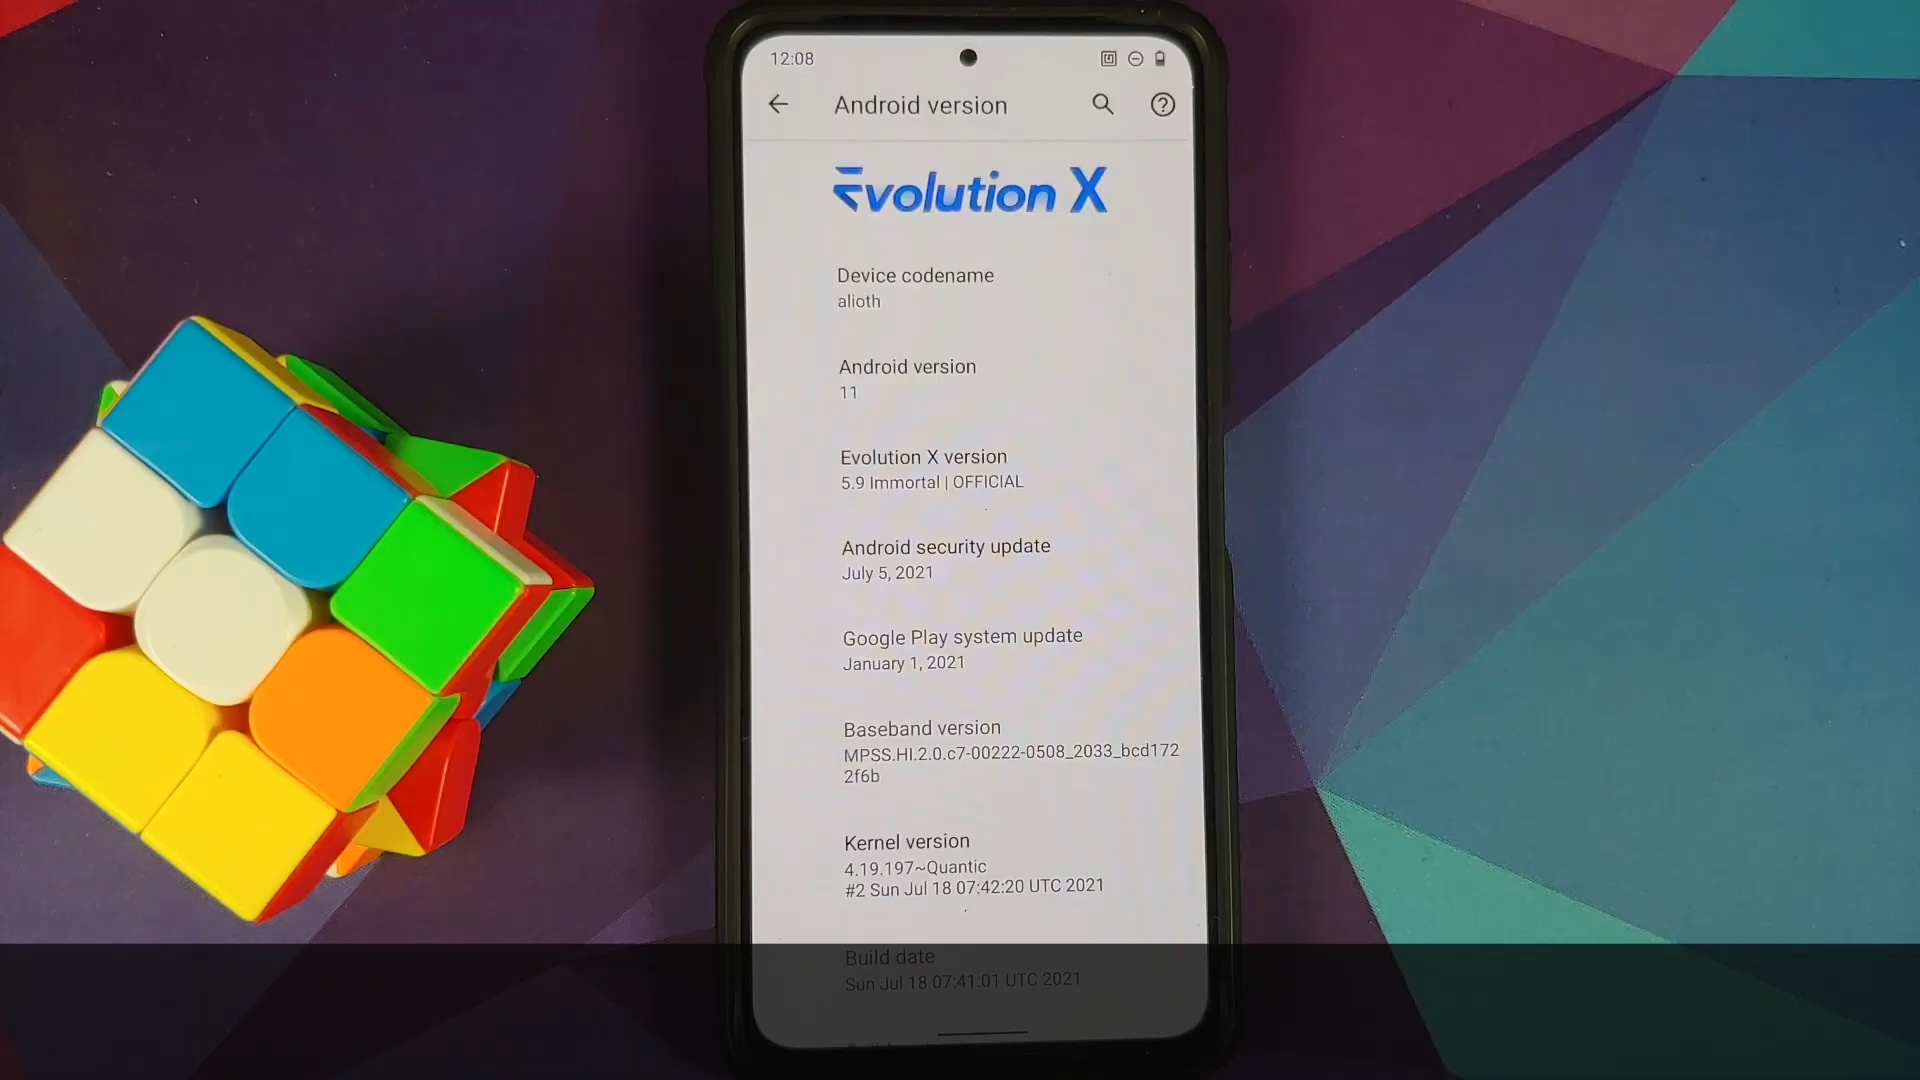 12:08
Android version
Evolution X
Device codename
alioth
Android version
11
Evolution X version
5.9 Immortal | OFFICIAL
Android security update
July 5, 2021
Google Play system update
January 1, 2021
Baseband version
MPSS.HI.2.0.c7-00222-0508_2033_bcd172
2f6b
Kernel version
4.19.197~Quantic
#2 Sun Jul 18 07:42:20 UTC 2021
Build date
Sun Jul 18 07:41:01 UTC 2021